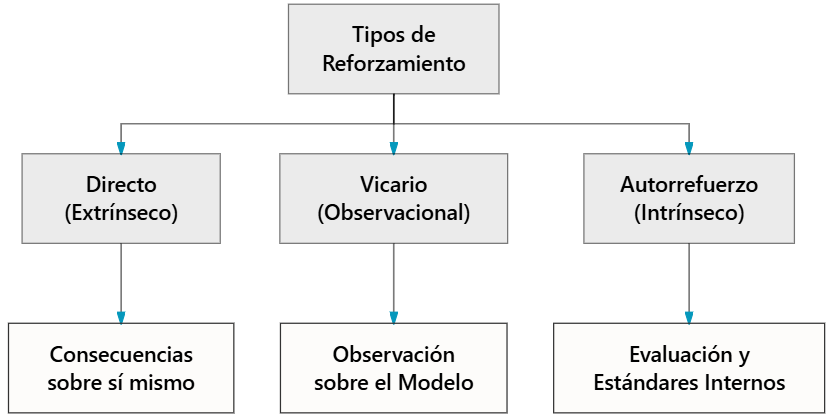 Tipos de
Reforzamiento
Directo
(Extrínseco)
Vicario
(Observacional)
Autorrefuerzo
(Intrínseco)
Consecuencias
sobre sí mismo
Observación
sobre el Modelo
Evaluación y
Estándares Internos